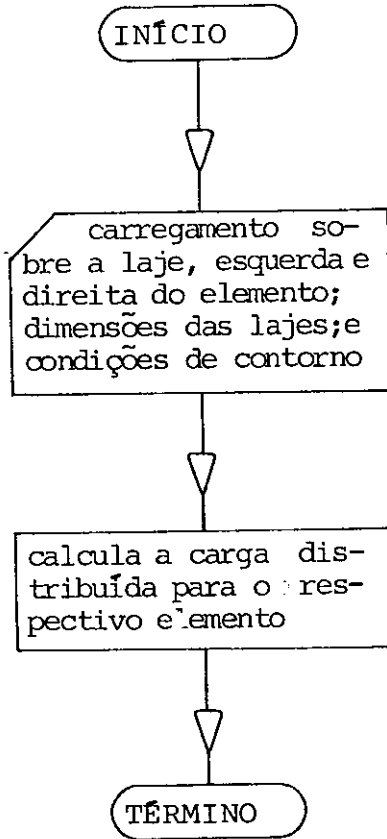 INÍCIO
carregamento so-
bre a laje, esquerda e
direita do elemento;
dimensões das lajes;e
condições de contorno
calcula a carga dis-
tribuída para o res-
pectivo elemento
TÉRMINO